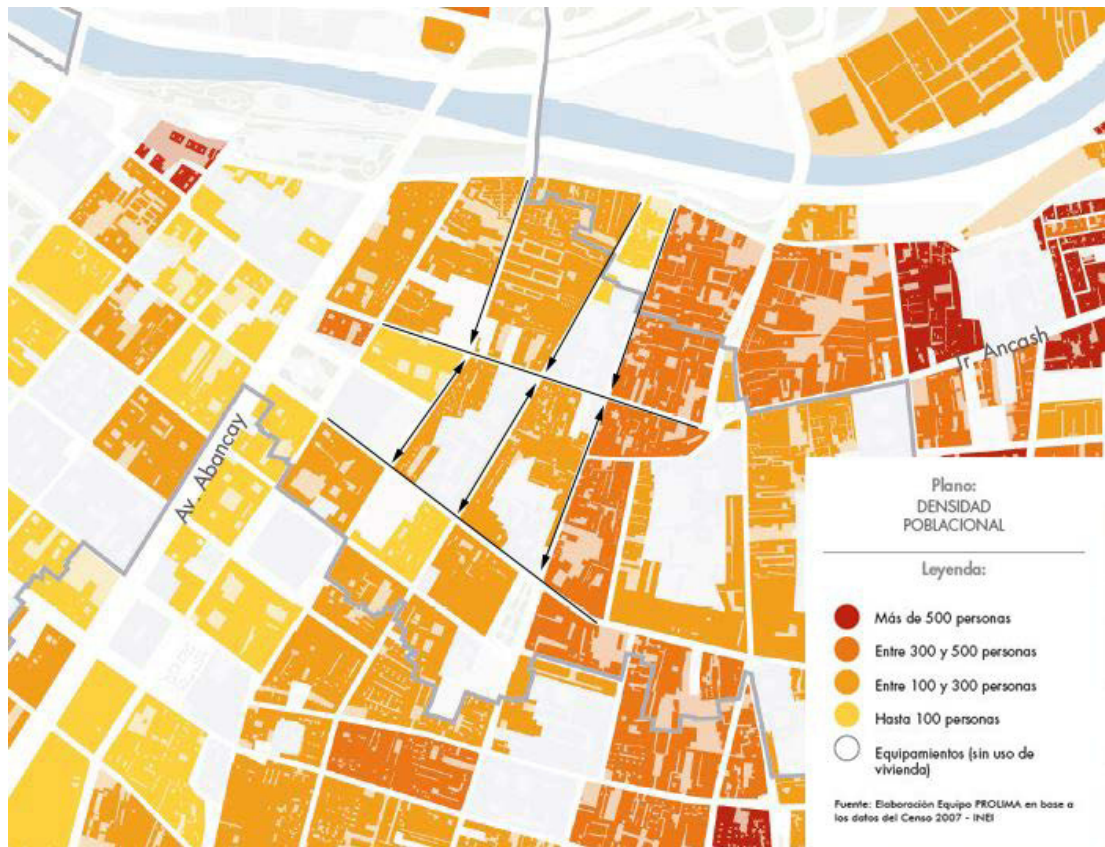 Av. Abancay
Jr. Ancash
Plano:
DENSIDAD
POBLACIONAL
Leyenda:
Más de 500 personas
Entre 300 y 500 personas
Entre 100 y 300 personas
Hasta 100 personas
Equipamientos (sin uso de
vivienda)
Fuente: Elaboración Equipo PROLIMA en base a
los datos del Censo 2007 - INEI